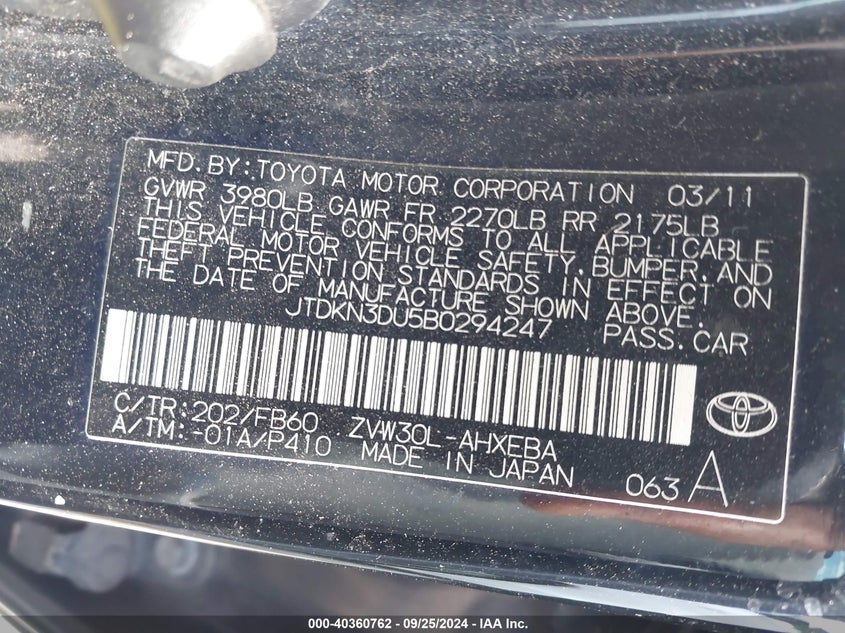 MFD. BY: TOYOTA MOTOR CORPORATION 03/11
GVWR 3980LB GAWR FR 2270LB RR 2175LB
THIS VEHICLE CONFORMS TO ALL APPLICABLE
FEDERAL MOTOR VEHICLE SAFETY, BUMPER, AND
THEFT PREVENTION STANDARDS IN EFFECT ON
THE DATE OF MANUFACTURE SHOWN ABOVE.
JTDKN3DU5B0294247 PASS. CAR
C/TR: 202/FB60 ZVW30L-AHXEBA
A/TM: -01A/P410 MADE IN JAPAN 063 A
000-40360762 - 09/25/2024 - IAA Inc.